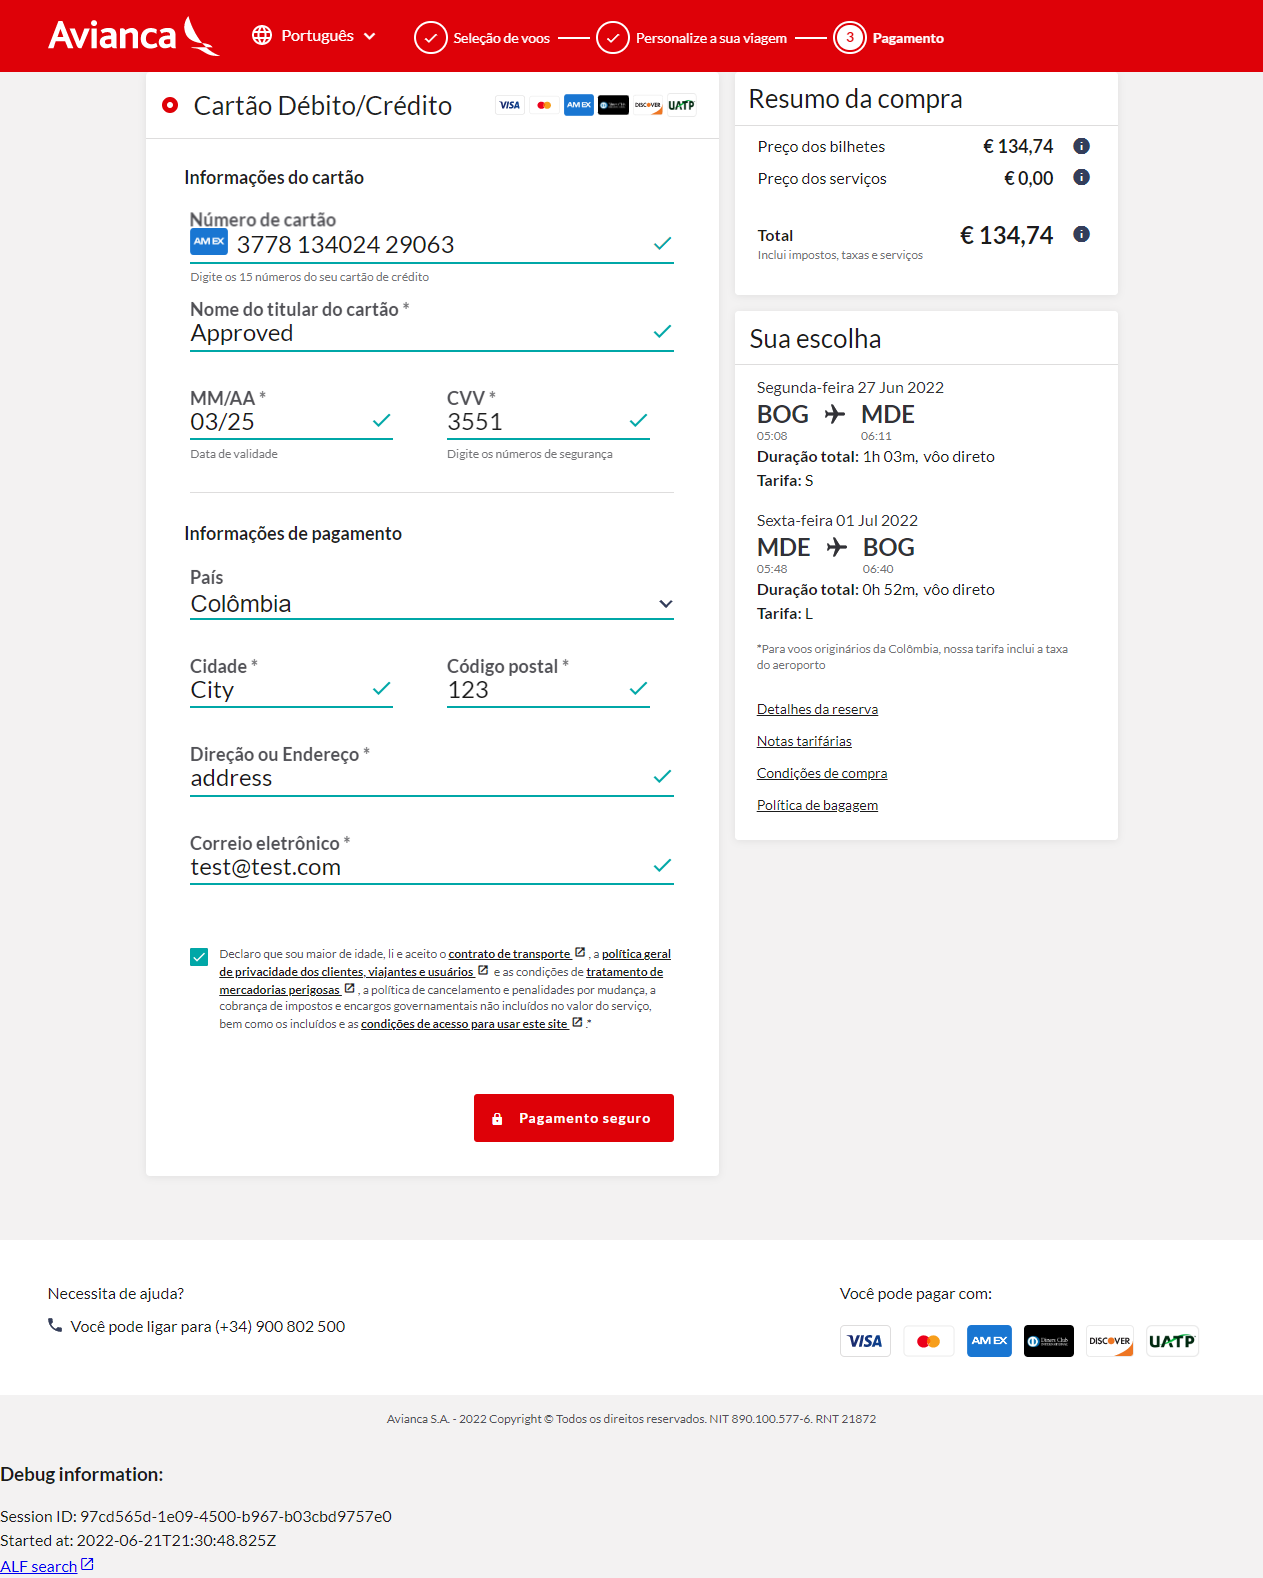 Avianca
Português
Seleção de voos
Personalize a sua viagem
3
Pagamento
Cartão Débito/Crédito
VISA
AMEX
Diners Club
DISCOVER
UATP
Informações do cartão
Número de cartão
AMEX
3778 134024 29063
Digite os 15 números do seu cartão de crédito
Nome do titular do cartão *
Approved
MM/AA *
03/25
Data de validade
CVV *
3551
Digite os números de segurança
Informações de pagamento
País
Colômbia
Cidade *
City
Código postal *
123
Direção ou Endereço *
address
Correio eletrônico *
test@test.com
Declaro que sou maior de idade, li e aceito o contrato de transporte , a política geral
de privacidade dos clientes, viajantes e usuários e as condições de tratamento de
mercadorias perigosas , a política de cancelamento e penalidades por mudança, a
cobrança de impostos e encargos governamentais não incluídos no valor do serviço,
bem como os incluídos e as condições de acesso para usar este site .*
Pagamento seguro
Resumo da compra
Preço dos bilhetes
€ 134,74
Preço dos serviços
€ 0,00
Total
€ 134,74
Inclui impostos, taxas e serviços
Sua escolha
Segunda-feira 27 Jun 2022
BOG MDE
05:08 06:11
Duração total: 1h 03m, vôo direto
Tarifa: S
Sexta-feira 01 Jul 2022
MDE BOG
05:48 06:40
Duração total: 0h 52m, vôo direto
Tarifa: L
*Para voos originários da Colômbia, nossa tarifa inclui a taxa
do aeroporto
Detalhes da reserva
Notas tarifárias
Condições de compra
Política de bagagem
Necessita de ajuda?
Você pode ligar para (+34) 900 802 500
Você pode pagar com:
VISA
AMEX
Diners Club
DISCOVER
UATP
Avianca S.A. - 2022 Copyright © Todos os direitos reservados. NIT 890.100.577-6. RNT 21872
Debug information:
Session ID: 97cd565d-1e09-4500-b967-b03cbd9757e0
Started at: 2022-06-21T21:30:48.825Z
ALF search